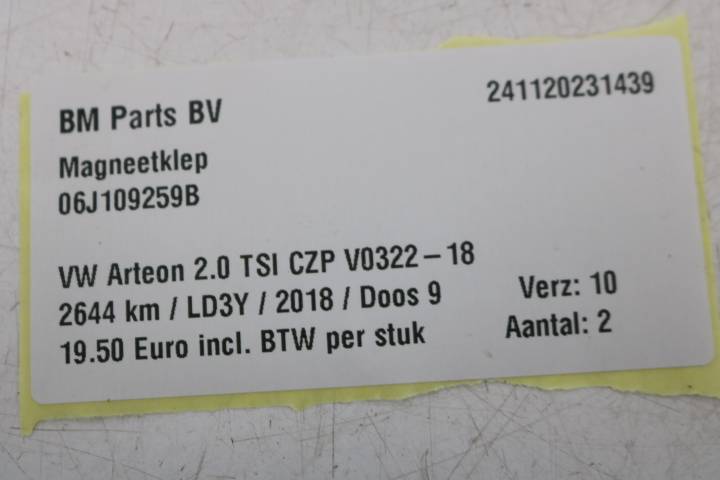 BM Parts BV
241120231439
Magneetklep
06J109259B
VW Arteon 2.0 TSI CZP V0322-18
2644 km / LD3Y / 2018 / Doos 9
Verz: 10
19.50 Euro incl. BTW per stuk
Aantal: 2